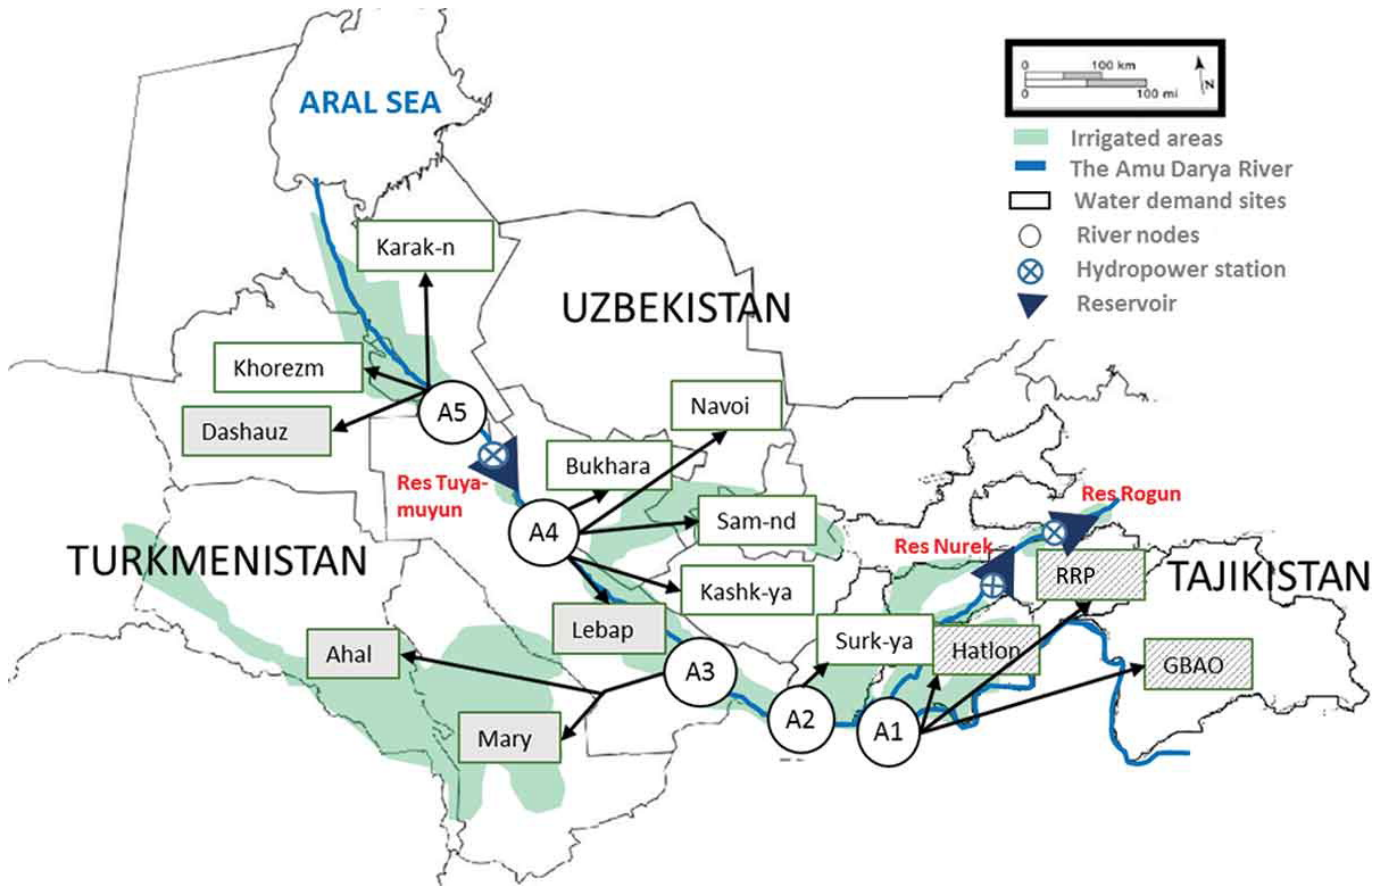 ARAL SEA
0 100 km
0 100 mi
N
Irrigated areas
The Amu Darya River
Water demand sites
River nodes
Hydropower station
Reservoir
Karak-n
UZBEKISTAN
Khorezm
Dashauz
A5
Navoi
Bukhara
Res Tuya-
muyun
A4
Sam-nd
Res Rogun
Res Nurek
TURKMENISTAN
Kashk-ya
RRP
TAJIKISTAN
Lebap
Surk-ya
Hatlon
Ahal
A3
GBAO
A2
A1
Mary